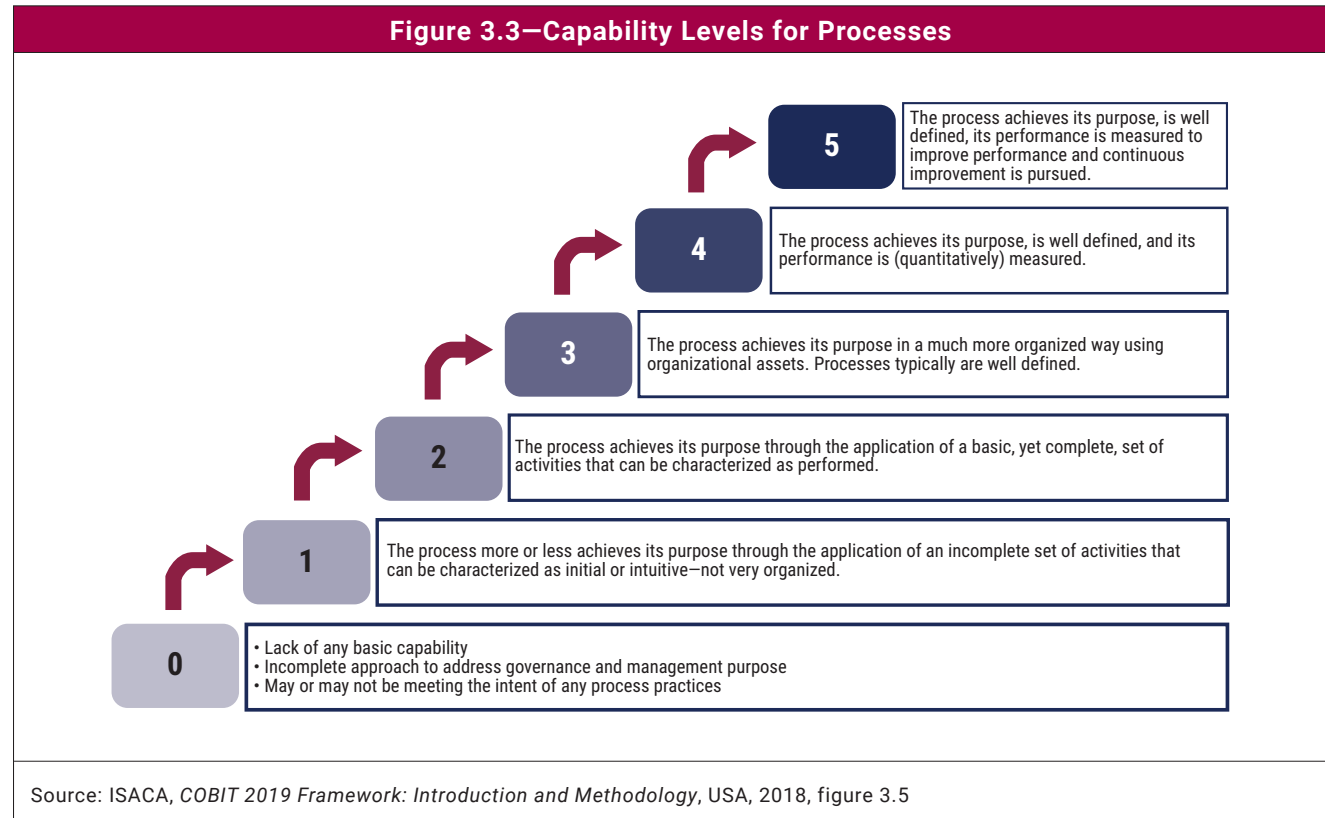 Figure 3.3—Capability Levels for Processes
5
The process achieves its purpose, is well
defined, its performance is measured to
improve performance and continuous
improvement is pursued.
4
The process achieves its purpose, is well defined, and its
performance is (quantitatively) measured.
3
The process achieves its purpose in a much more organized way using
organizational assets. Processes typically are well defined.
2
The process achieves its purpose through the application of a basic, yet complete, set of
activities that can be characterized as performed.
1
The process more or less achieves its purpose through the application of an incomplete set of activities that
can be characterized as initial or intuitive—not very organized.
0
• Lack of any basic capability
• Incomplete approach to address governance and management purpose
• May or may not be meeting the intent of any process practices
Source: ISACA, COBIT 2019 Framework: Introduction and Methodology, USA, 2018, figure 3.5